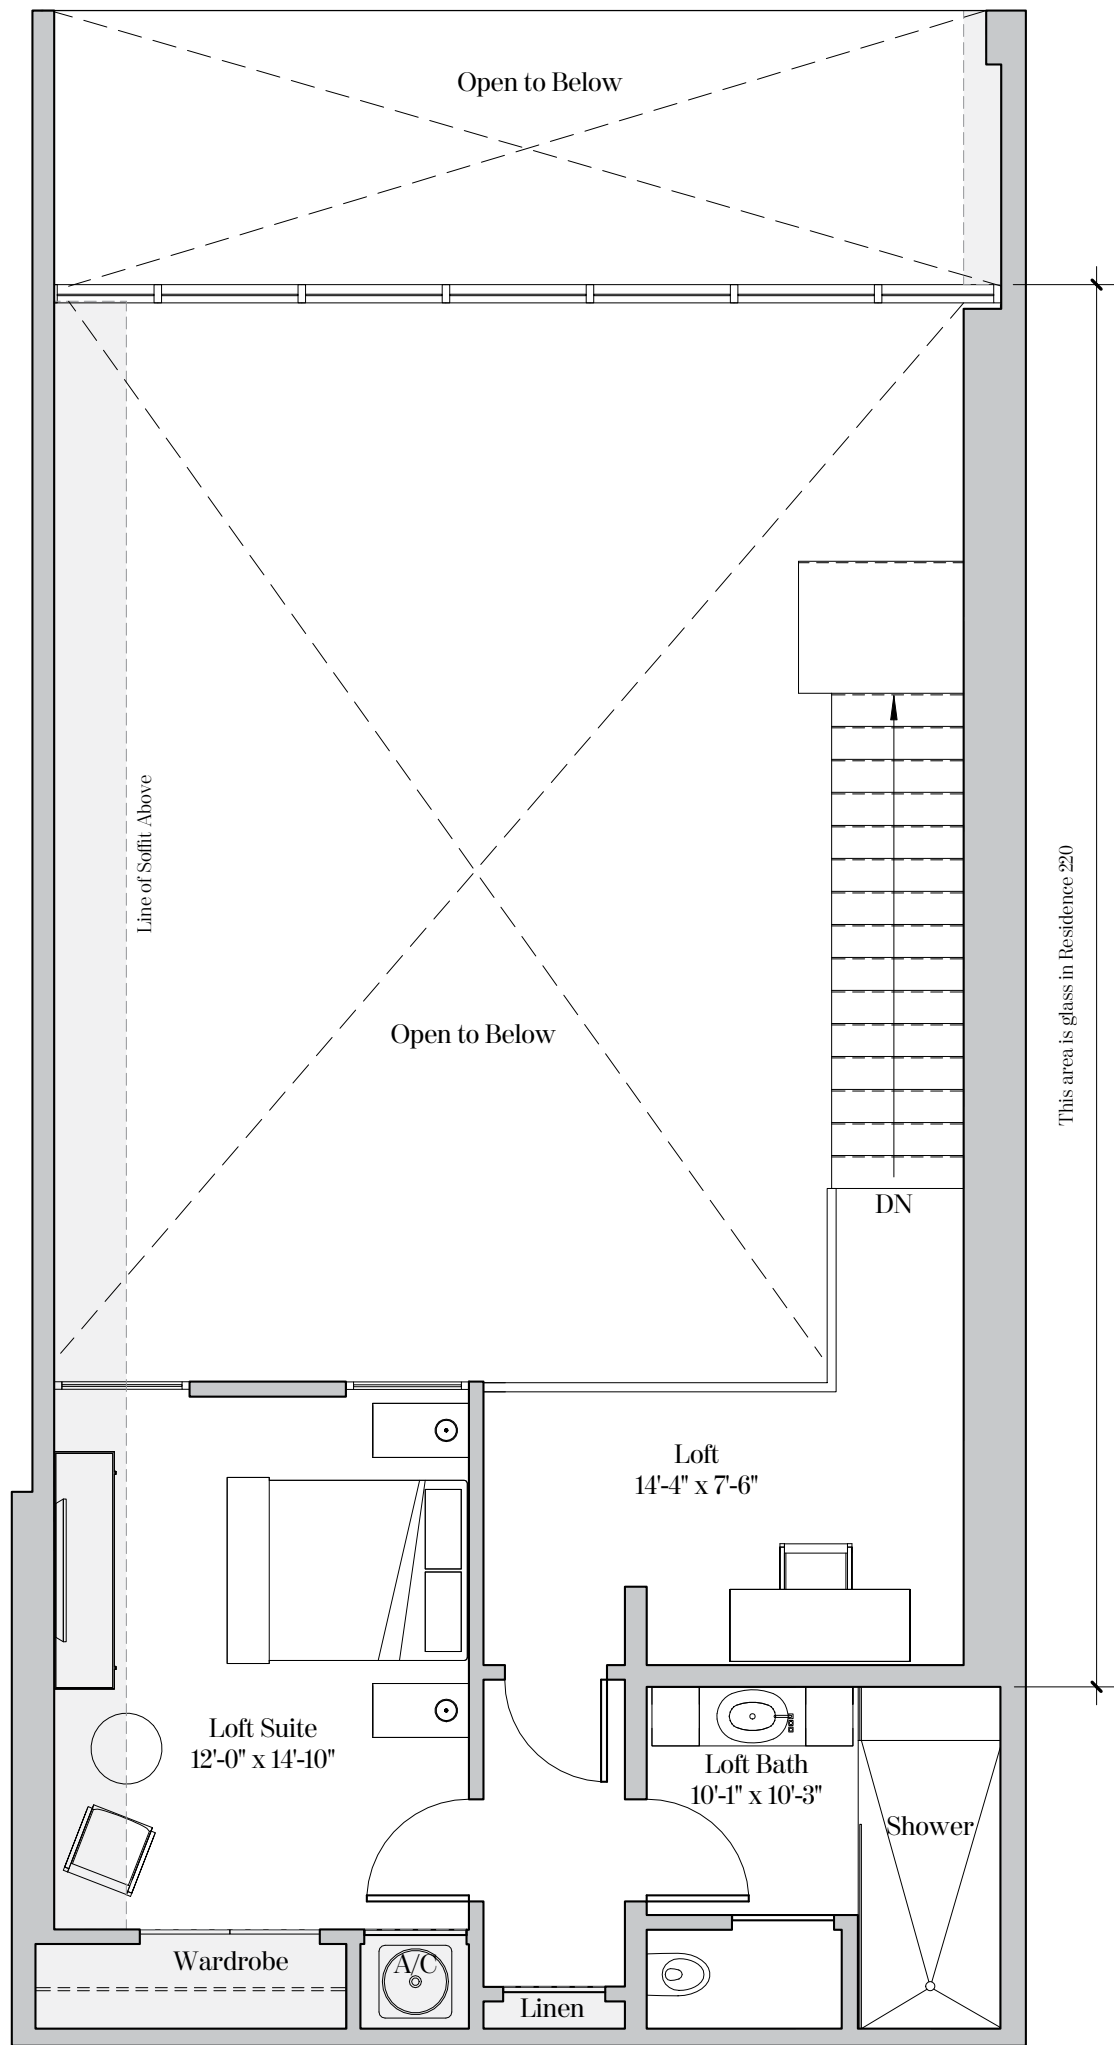 Open to Below
Line of Soffit Above
This area is glass in Residence 220
Open to Below
DN
Loft
14'-4" x 7'-6"
Loft Suite
12'-0" x 14'-10"
Loft Bath
10'-1" x 10'-3"
Shower
Wardrobe
A/C
Linen